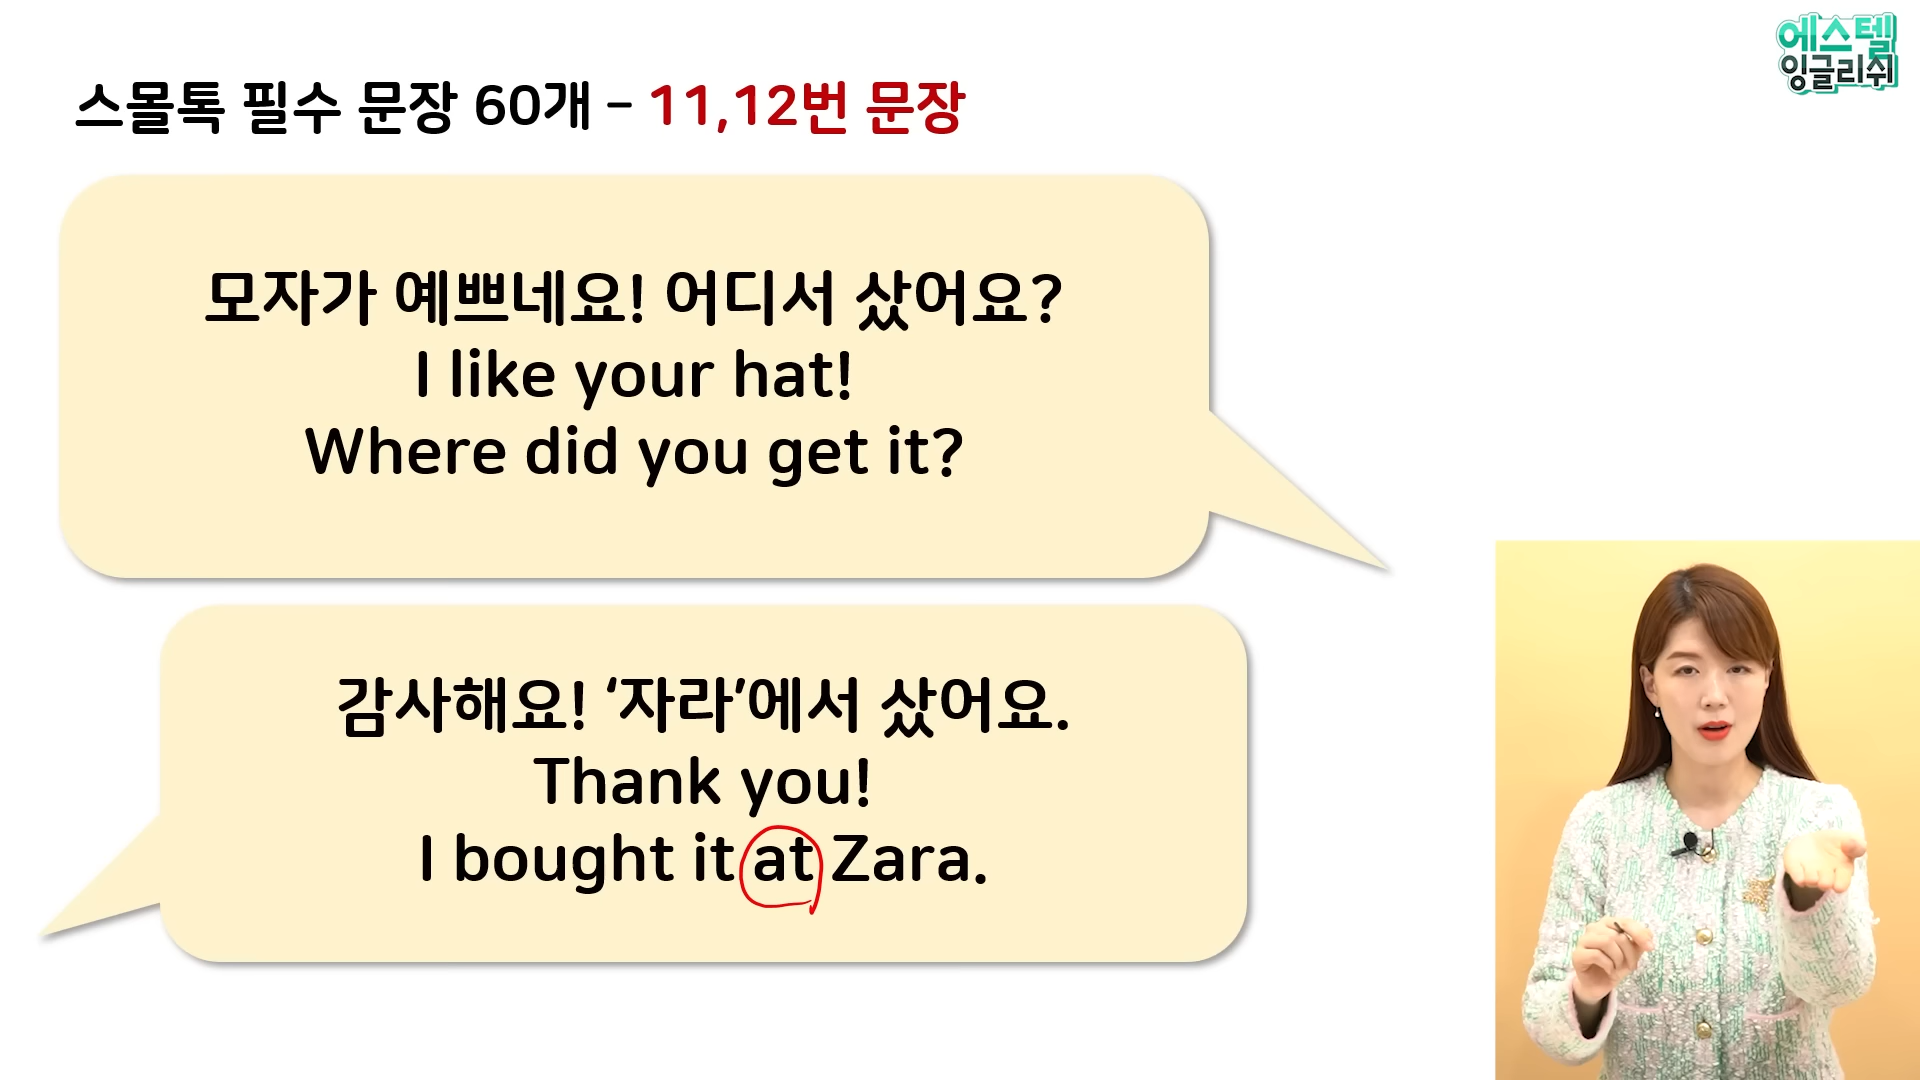 에스텔
잉글리쉬
스몰톡 필수 문장 60개 – 11,12번 문장
모자가 예쁘네요! 어디서 샀어요?
I like your hat!
Where did you get it?
감사해요! ‘자라’에서 샀어요.
Thank you!
I bought it at Zara.